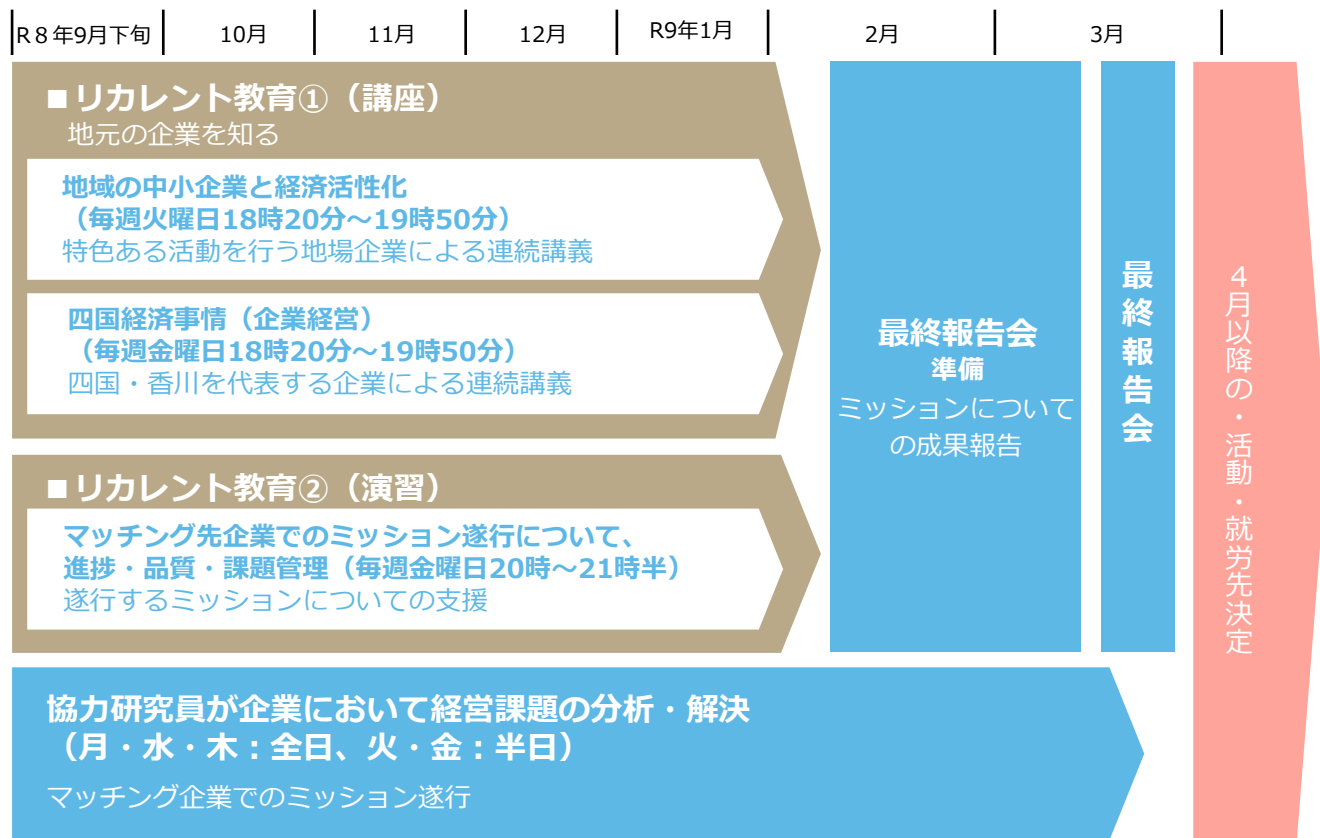 R８年9月下旬
10月
11月
12月
R9年1月
2月
3月
■リカレント教育①（講座）
地元の企業を知る
地域の中小企業と経済活性化
（毎週火曜日18時20分～19時50分）
特色ある活動を行う地場企業による連続講義
四国経済事情（企業経営）
（毎週金曜日18時20分～19時50分）
四国・香川を代表する企業による連続講義
■リカレント教育②（演習）
マッチング先企業でのミッション遂行について、
進捗・品質・課題管理（毎週金曜日20時～21時半）
遂行するミッションについての支援
最終報告会
準備
ミッションについて
の成果報告
最終報告会
４月以降の・活動・就労先決定
協力研究員が企業において経営課題の分析・解決
（月・水・木：全日、火・金：半日）
マッチング企業でのミッション遂行